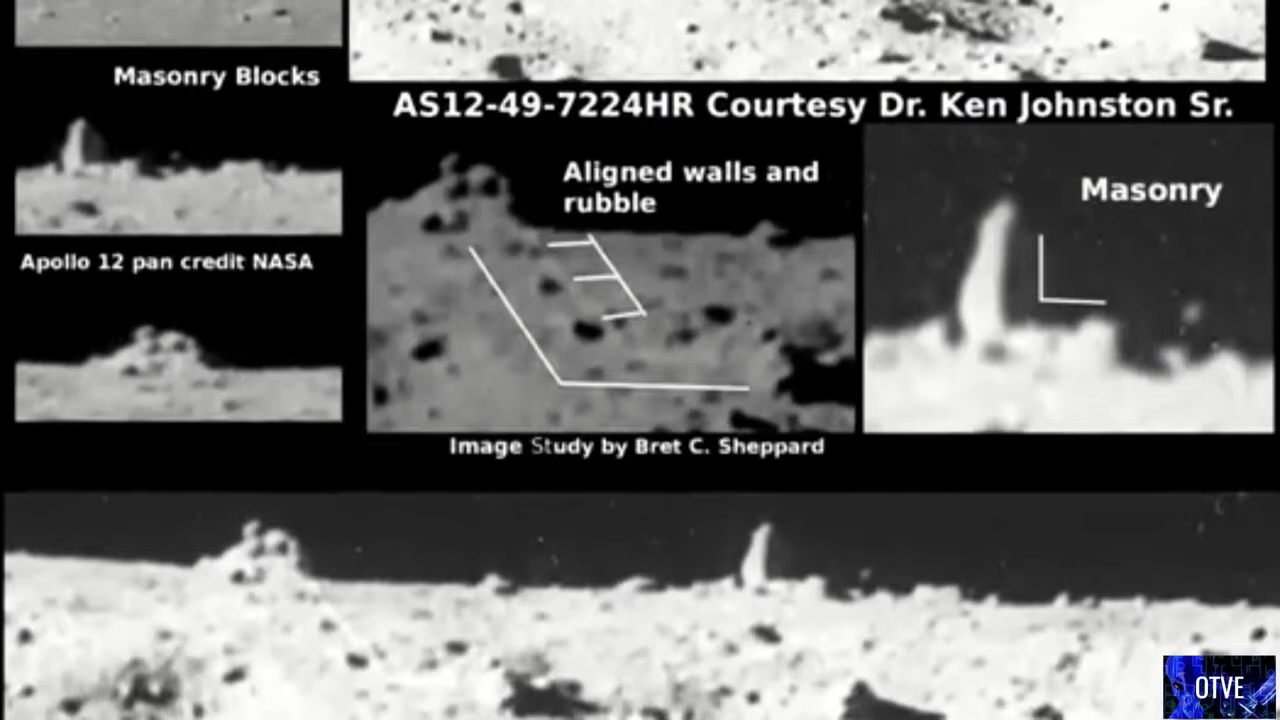 Masonry Blocks
AS12-49-7224HR Courtesy Dr. Ken Johnston Sr.
Aligned walls and
rubble
Masonry
Apollo 12 pan credit NASA
Image Study by Bret C. Sheppard
OTVE